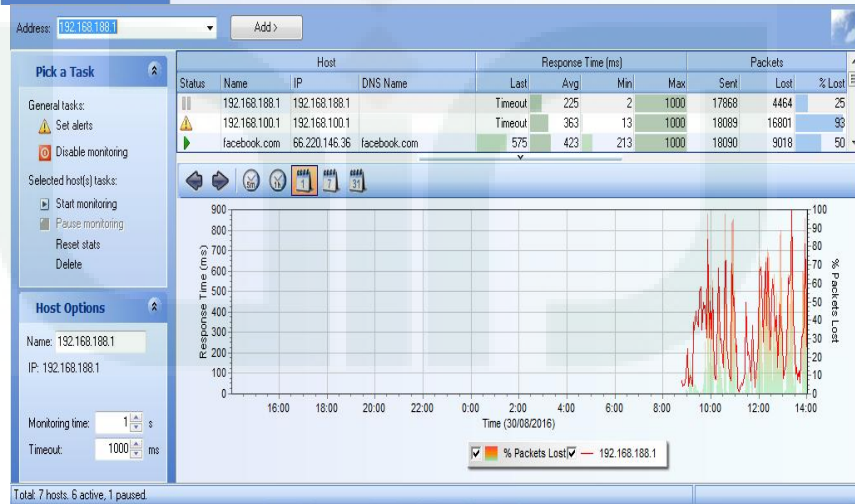 Address: 192.168.188.1 Add >
Pick a Task
General tasks:
Set alerts
Disable monitoring
Selected host(s) tasks:
Start monitoring
Pause monitoring
Reset stats
Delete
Host Options
Name: 192.168.188.1
IP: 192.168.188.1
Monitoring time: 1 s
Timeout: 1000 ms
Host Response Time (ms) Packets
Status Name IP DNS Name Last Avg Min Max Sent Lost % Lost
192.168.188.1 192.168.188.1 Timeout 225 2 1000 17868 4464 25
192.168.100.1 192.168.100.1 Timeout 363 13 1000 18089 16801 93
facebook.com 66.220.146.36 facebook.com 575 423 213 1000 18090 9018 50
5m 1h 1 7 31
Response Time (ms)
900
800
700
600
500
400
300
200
100
0
100
90
80
70
60
50
40
30
20
10
0
% Packets Lost
16:00 18:00 20:00 22:00 0:00 2:00 4:00 6:00 8:00 10:00 12:00 14:00
Time (30/08/2016)
% Packets Lost 192.168.188.1
Total: 7 hosts. 6 active, 1 paused.